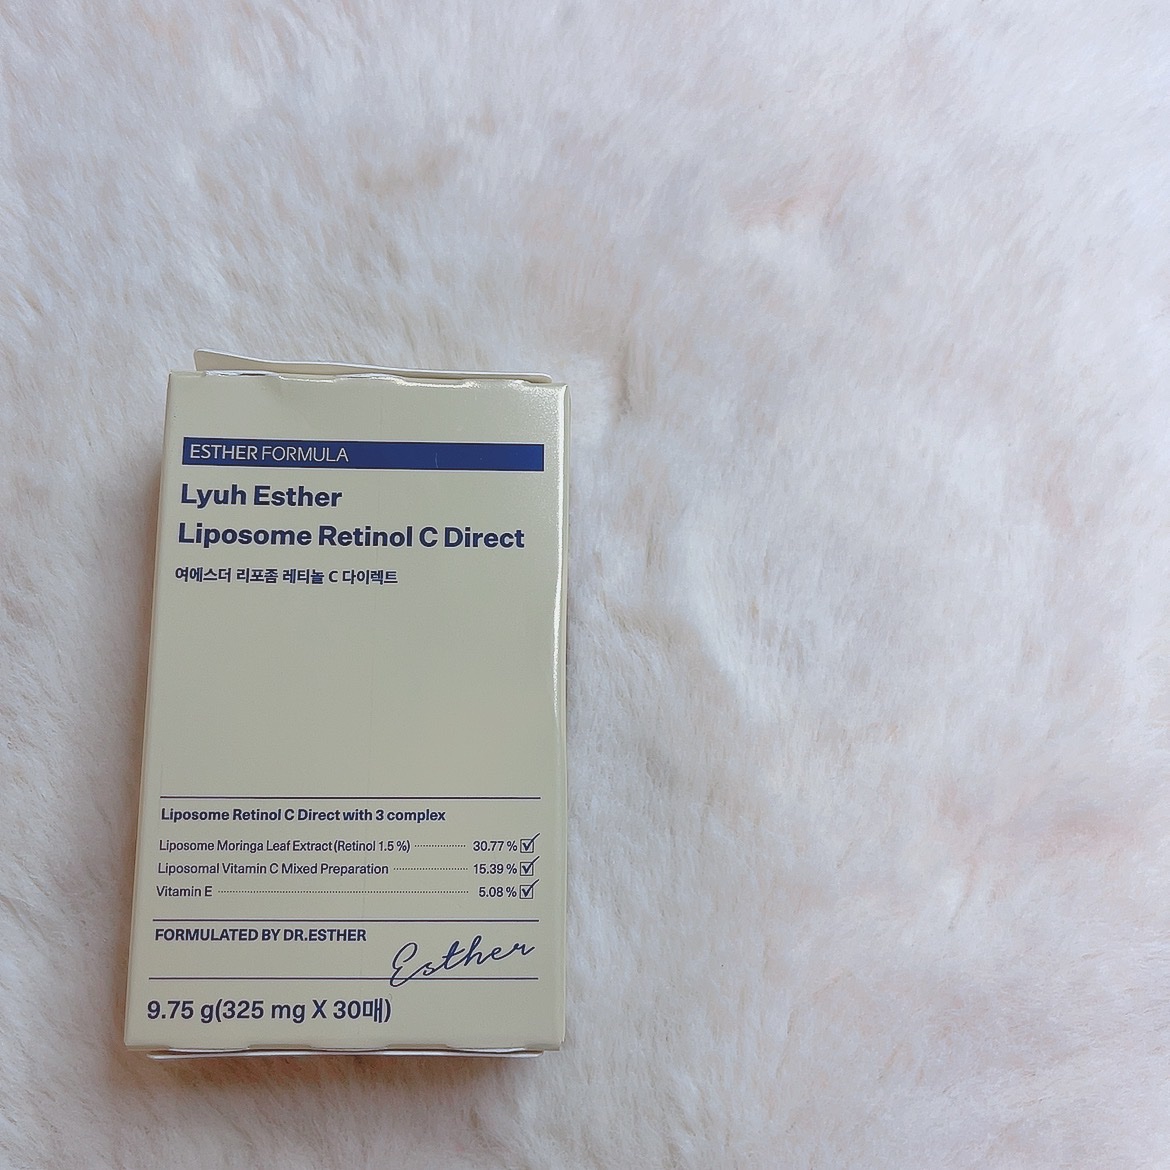 ESTHER FORMULA
Lyuh Esther
Liposome Retinol C Direct
여에스더 리포좀 레티놀 C 다이렉트
Liposome Retinol C Direct with 3 complex
Liposome Moringa Leaf Extract (Retinol 1.5 %) 30.77 %
Liposomal Vitamin C Mixed Preparation 15.39 %
Vitamin E 5.08 %
FORMULATED BY DR.ESTHER
Esther
9.75 g(325 mg X 30매)